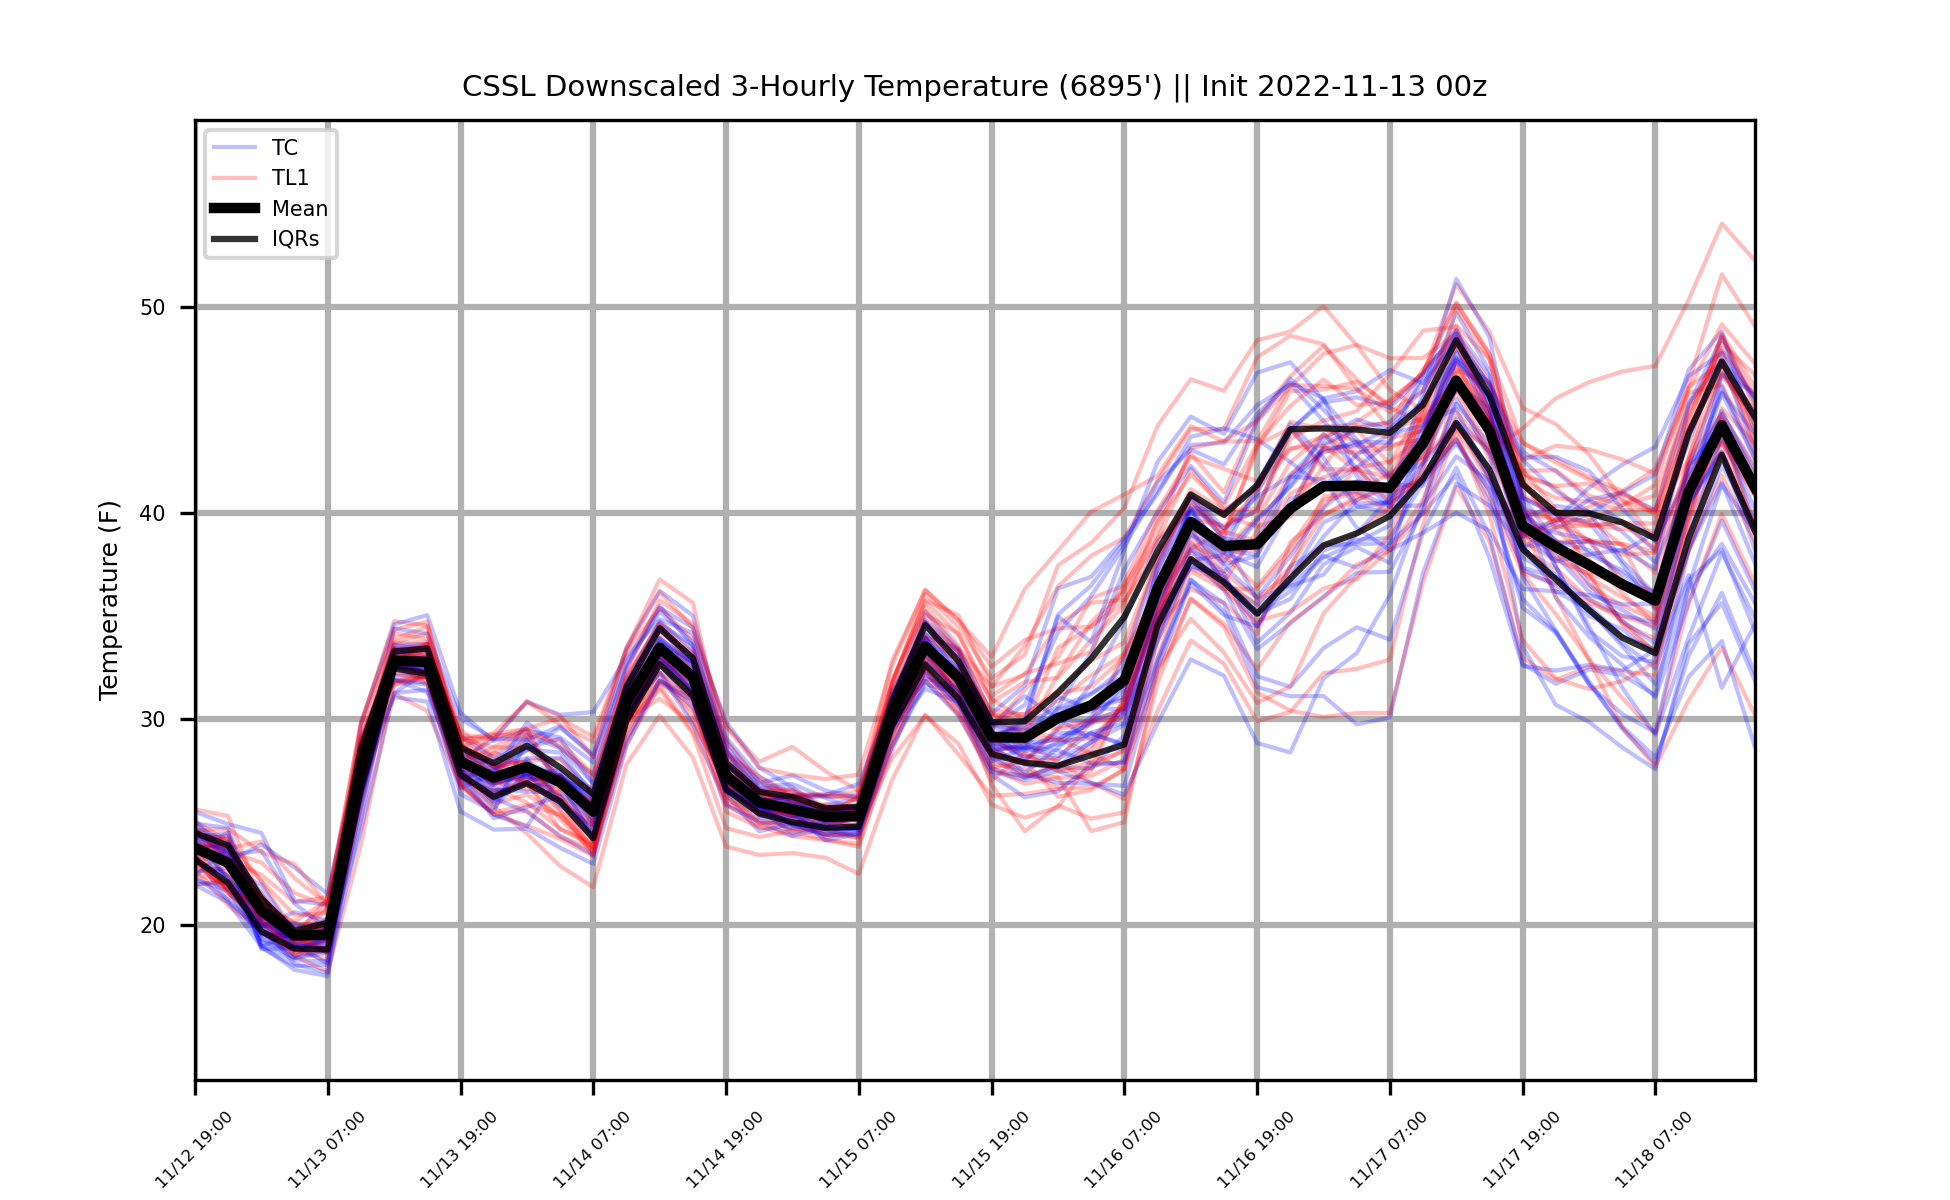 CSSL Downscaled 3-Hourly Temperature (6895') || Init 2022-11-13 00z
TC
TL1
Mean
IQRs
Temperature (F)
50
40
30
20
11/12 19:00
11/13 07:00
11/13 19:00
11/14 07:00
11/14 19:00
11/15 07:00
11/15 19:00
11/16 07:00
11/16 19:00
11/17 07:00
11/17 19:00
11/18 07:00